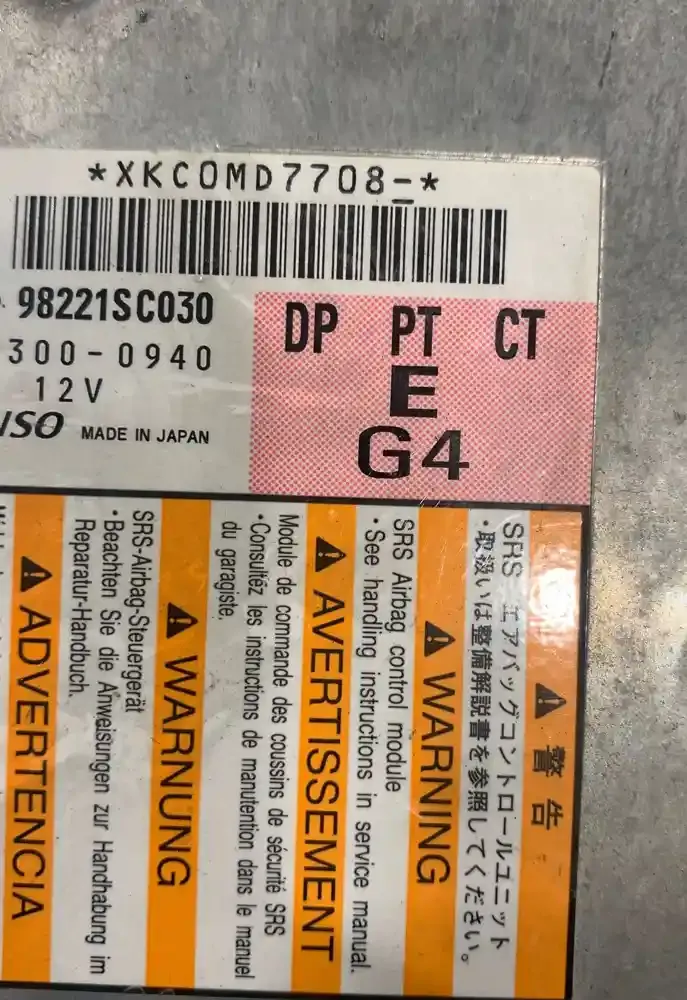 *XKC0MD7708-*
98221SC030
300-0940
12V
NSO MADE IN JAPAN
DP PT CT
E
G4
警告
SRS エアバッグコントロールユニット
・取扱いは整備解説書を参照してください。
WARNING
SRS Airbag control module
・See handling instructions in service manual.
AVERTISSEMENT
Module de commande des coussins de sécurité SRS
・Consultéz les instructions de manutention dans le manuel
du garagiste.
WARNUNG
SRS-Airbag-Steuergerät
・Beachten Sie die Anweisungen zur Handhabung im
Reparatur-Handbuch.
ADVERTENCIA